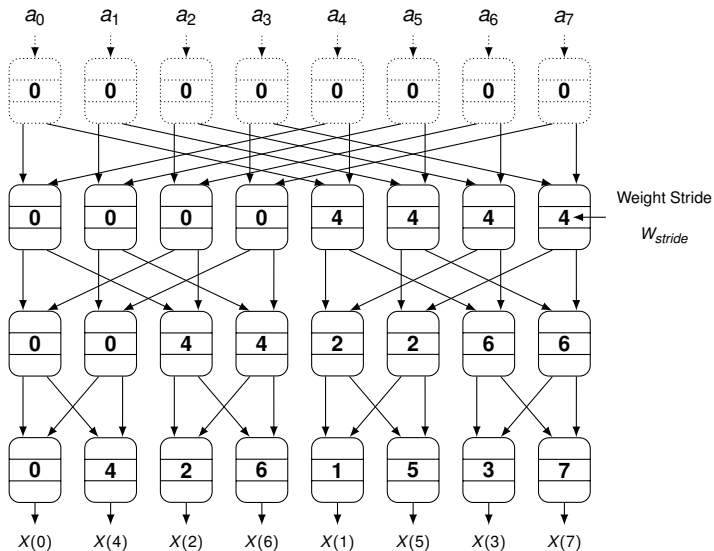 a0 a1 a2 a3 a4 a5 a6 a7
0 0 0 0 0 0 0 0
Weight Stride
0 0 0 0 4 4 4 4
Wstride
0 0 4 4 2 2 6 6
0 4 2 6 1 5 3 7
X(0) X(4) X(2) X(6) X(1) X(5) X(3) X(7)